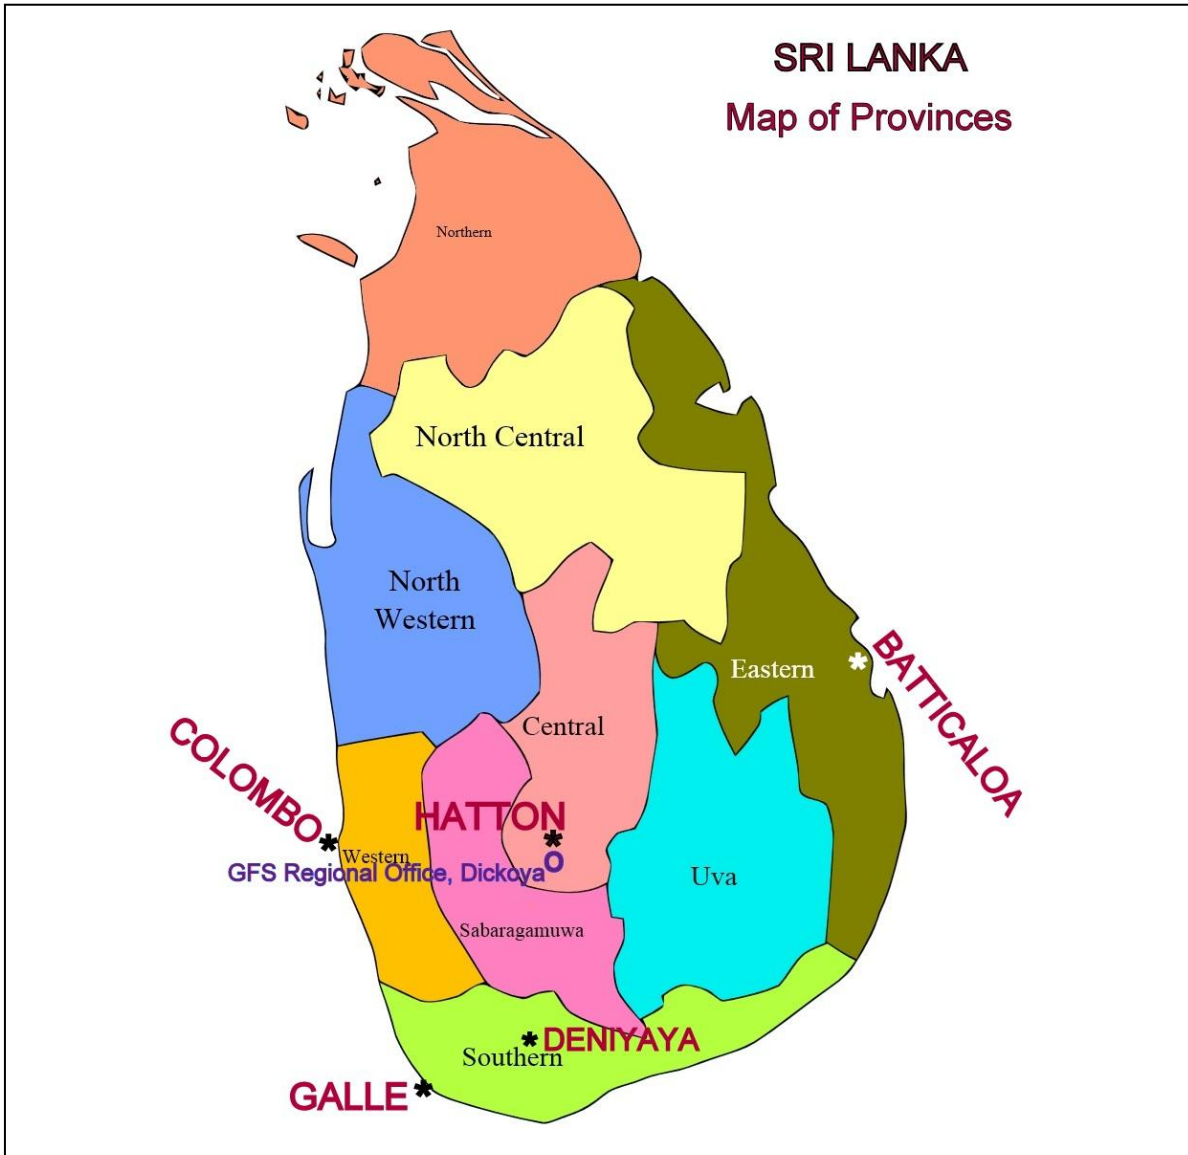 SRI LANKA
Map of Provinces
Northern
North Central
North
Western
Eastern
BATTICALOA
Central
COLOMBO
HATTON
Western
GFS Regional Office, Dickoya
Uva
Sabaragamuwa
DENIYAYA
Southern
GALLE